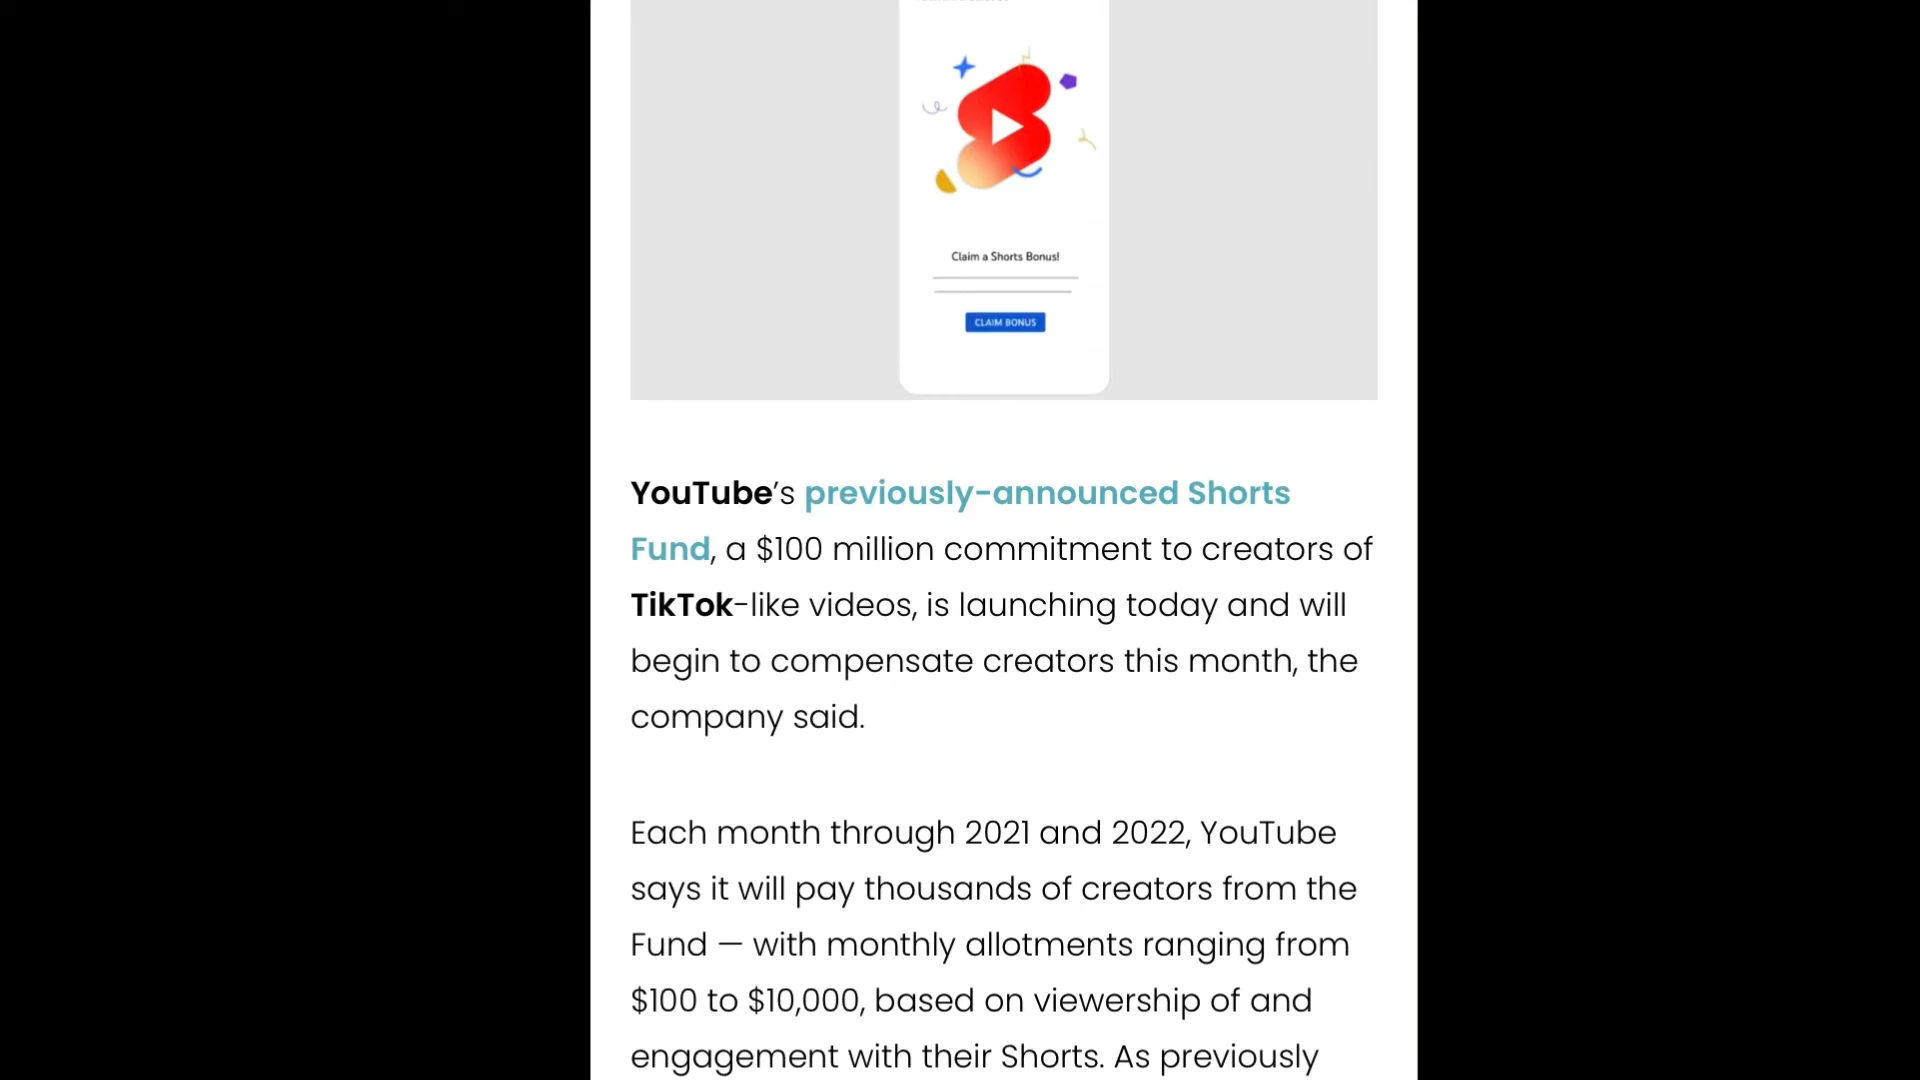 Claim a Shorts Bonus!
CLAIM BONUS
YouTube’s previously-announced Shorts
Fund, a $100 million commitment to creators of
TikTok-like videos, is launching today and will
begin to compensate creators this month, the
company said.
Each month through 2021 and 2022, YouTube
says it will pay thousands of creators from the
Fund — with monthly allotments ranging from
$100 to $10,000, based on viewership of and
engagement with their Shorts. As previously